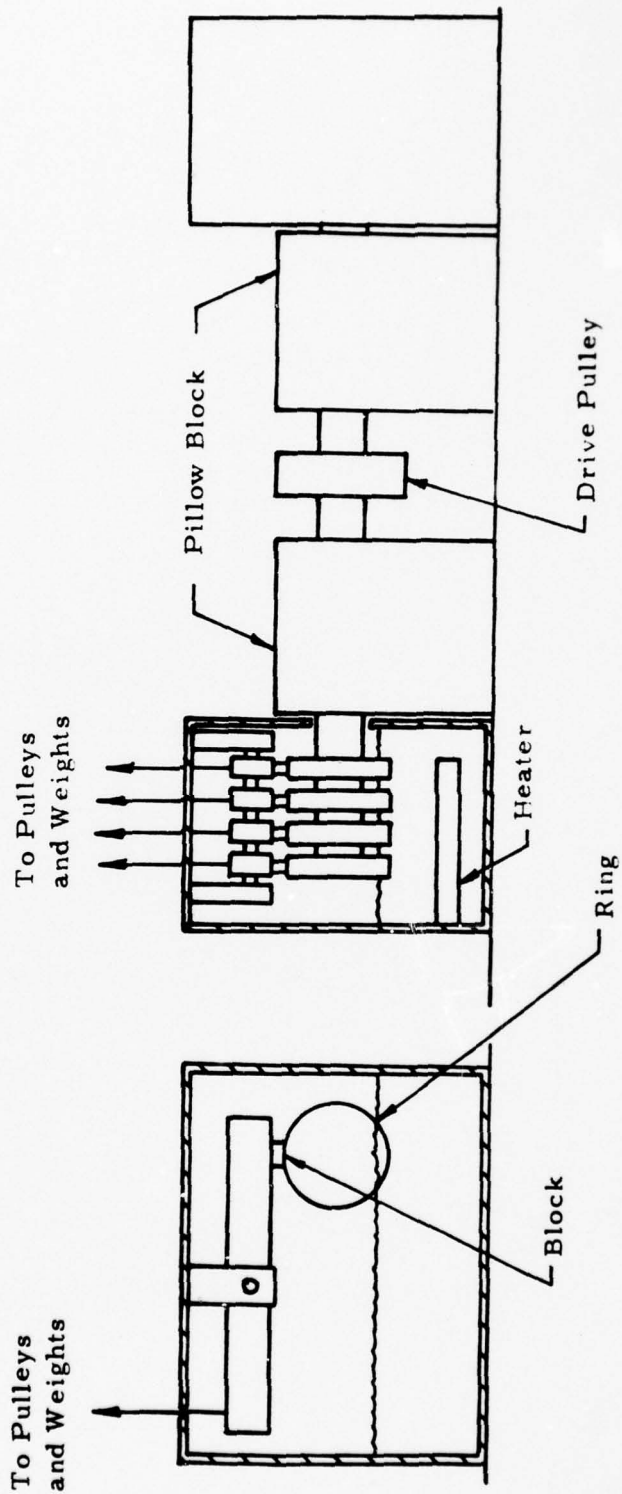 To Pulleys
and Weights
To Pulleys
and Weights
Pillow Block
Block
Ring
Heater
Drive Pulley